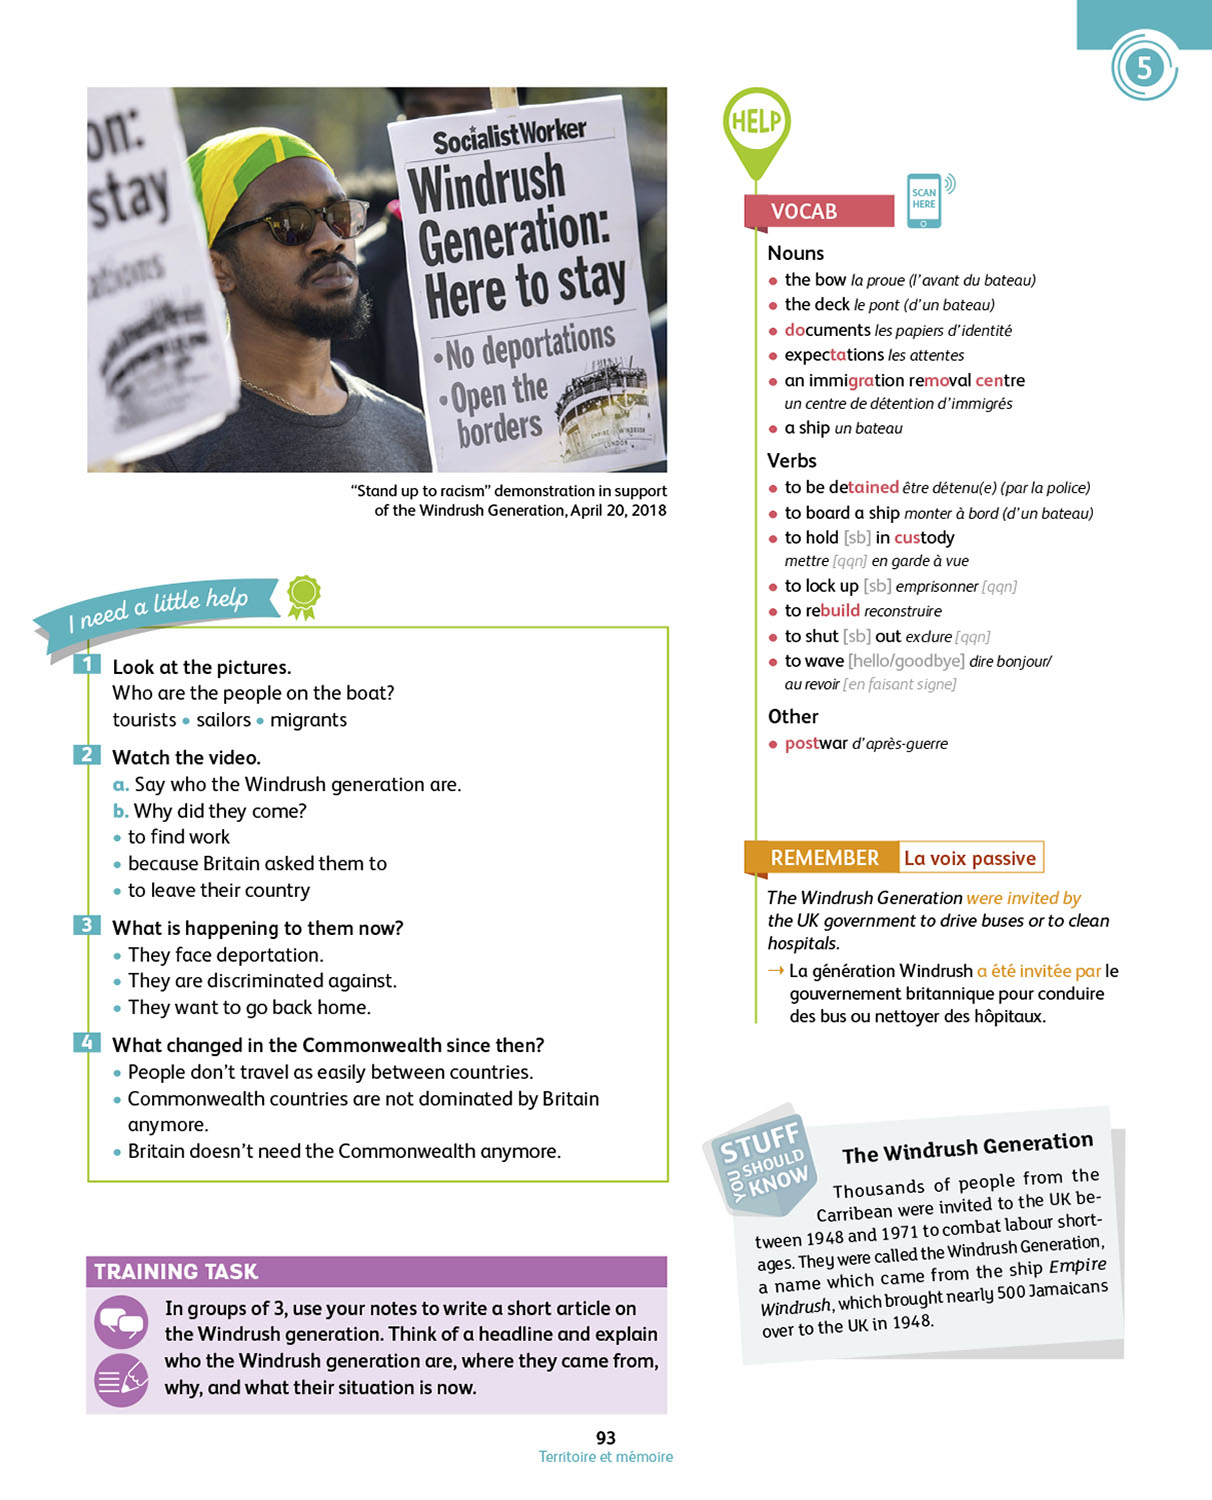 5
on:
stay
SocialistWorker
Windrush
Generation:
Here to stay
•No deportations
•Open the
borders
EMPIRE WINDRUSH
LONDON
“Stand up to racism” demonstration in support
of the Windrush Generation, April 20, 2018
I need a little help
1 Look at the pictures.
Who are the people on the boat?
tourists • sailors • migrants
2 Watch the video.
a. Say who the Windrush generation are.
b. Why did they come?
• to find work
• because Britain asked them to
• to leave their country
3 What is happening to them now?
• They face deportation.
• They are discriminated against.
• They want to go back home.
4 What changed in the Commonwealth since then?
• People don’t travel as easily between countries.
• Commonwealth countries are not dominated by Britain
anymore.
• Britain doesn’t need the Commonwealth anymore.
TRAINING TASK
In groups of 3, use your notes to write a short article on
the Windrush generation. Think of a headline and explain
who the Windrush generation are, where they came from,
why, and what their situation is now.
HELP
VOCAB
SCAN
HERE
Nouns
• the bow la proue (l’avant du bateau)
• the deck le pont (d’un bateau)
• documents les papiers d’identité
• expectations les attentes
• an immigration removal centre
un centre de détention d’immigrés
• a ship un bateau
Verbs
• to be detained être détenu(e) (par la police)
• to board a ship monter à bord (d’un bateau)
• to hold [sb] in custody
mettre [qqn] en garde à vue
• to lock up [sb] emprisonner [qqn]
• to rebuild reconstruire
• to shut [sb] out exclure [qqn]
• to wave [hello/goodbye] dire bonjour/
au revoir [en faisant signe]
Other
• postwar d’après-guerre
REMEMBER La voix passive
The Windrush Generation were invited by
the UK government to drive buses or to clean
hospitals.
→ La génération Windrush a été invitée par le
gouvernement britannique pour conduire
des bus ou nettoyer des hôpitaux.
STUFF
YOU SHOULD
KNOW
The Windrush Generation
Thousands of people from the
Carribean were invited to the UK be-
tween 1948 and 1971 to combat labour short-
ages. They were called the Windrush Generation,
a name which came from the ship Empire
Windrush, which brought nearly 500 Jamaicans
over to the UK in 1948.
93
Territoire et mémoire